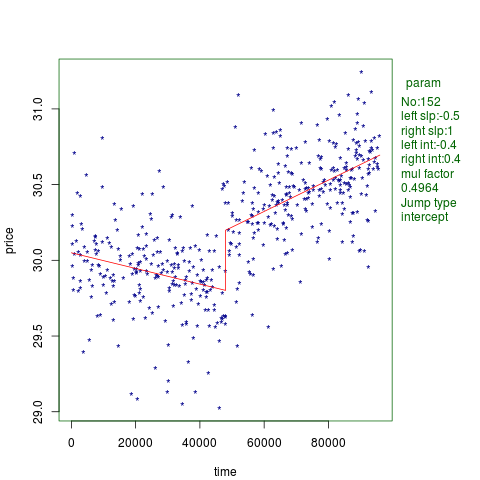 param
No:152
left slp:-0.5
right slp:1
left int:-0.4
right int:0.4
mul factor
0.4964
Jump type
intercept
price
31.0
30.5
30.0
29.5
29.0
0 20000 40000 60000 80000
time